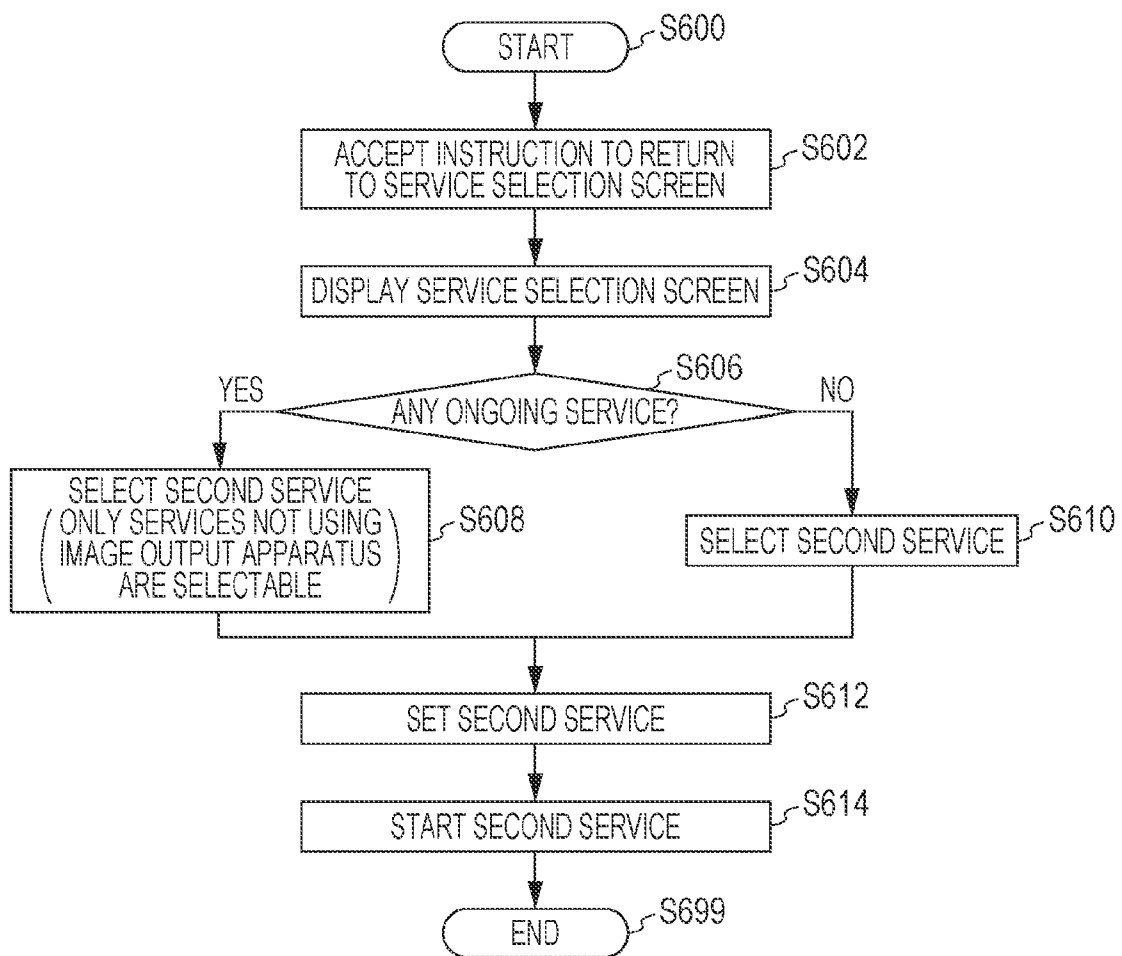 START
S600
ACCEPT INSTRUCTION TO RETURN
TO SERVICE SELECTION SCREEN
S602
DISPLAY SERVICE SELECTION SCREEN
S604
S606
YES
ANY ONGOING SERVICE?
NO
SELECT SECOND SERVICE
(ONLY SERVICES NOT USING
IMAGE OUTPUT APPARATUS
ARE SELECTABLE)
S608
SELECT SECOND SERVICE
S610
SET SECOND SERVICE
S612
START SECOND SERVICE
S614
END
S699